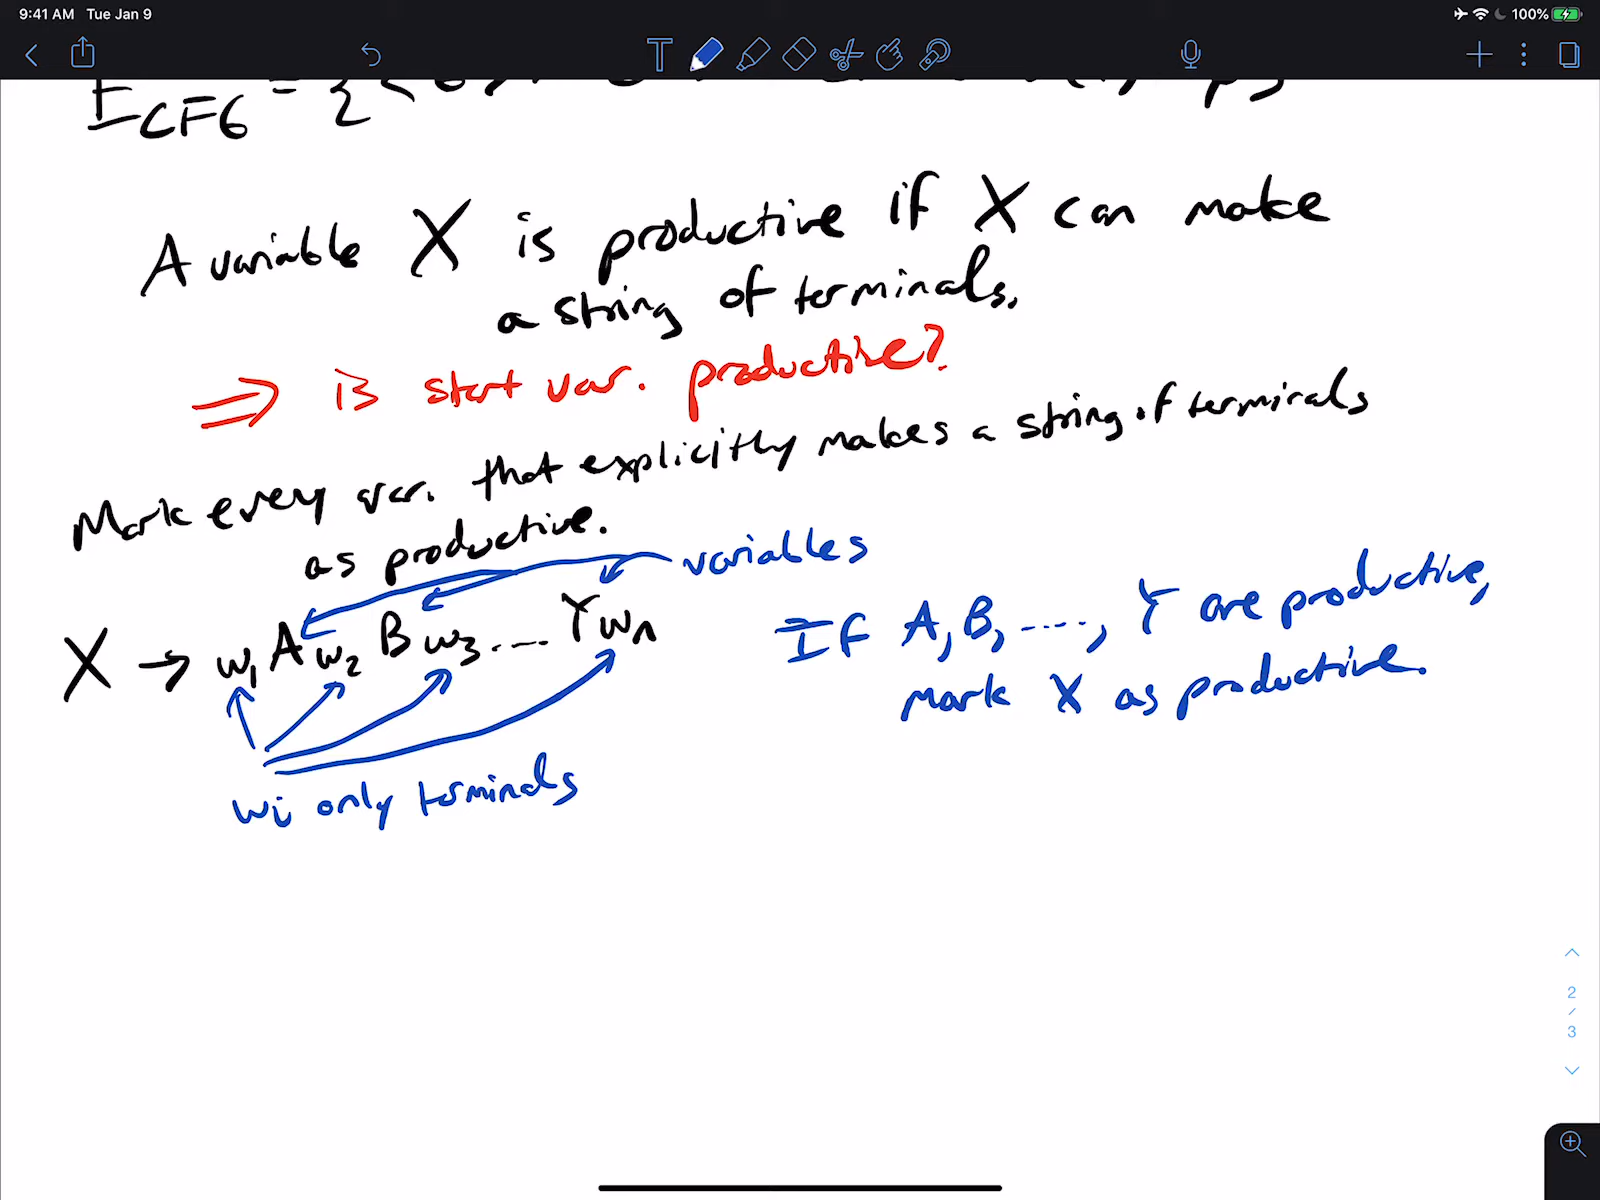 9:41 AM Tue Jan 9
100%
E_CFG = {<
A variable X is productive if X can make
a string of terminals.
⇒ is start var. productive?
Mark every var. that explicitly makes a string of terminals
as productive.
variables
X → w₁ A w₂ B w₃ .... Y wₙ
If A, B, ...., Y are productive,
mark X as productive.
wi only terminals
2
/
3